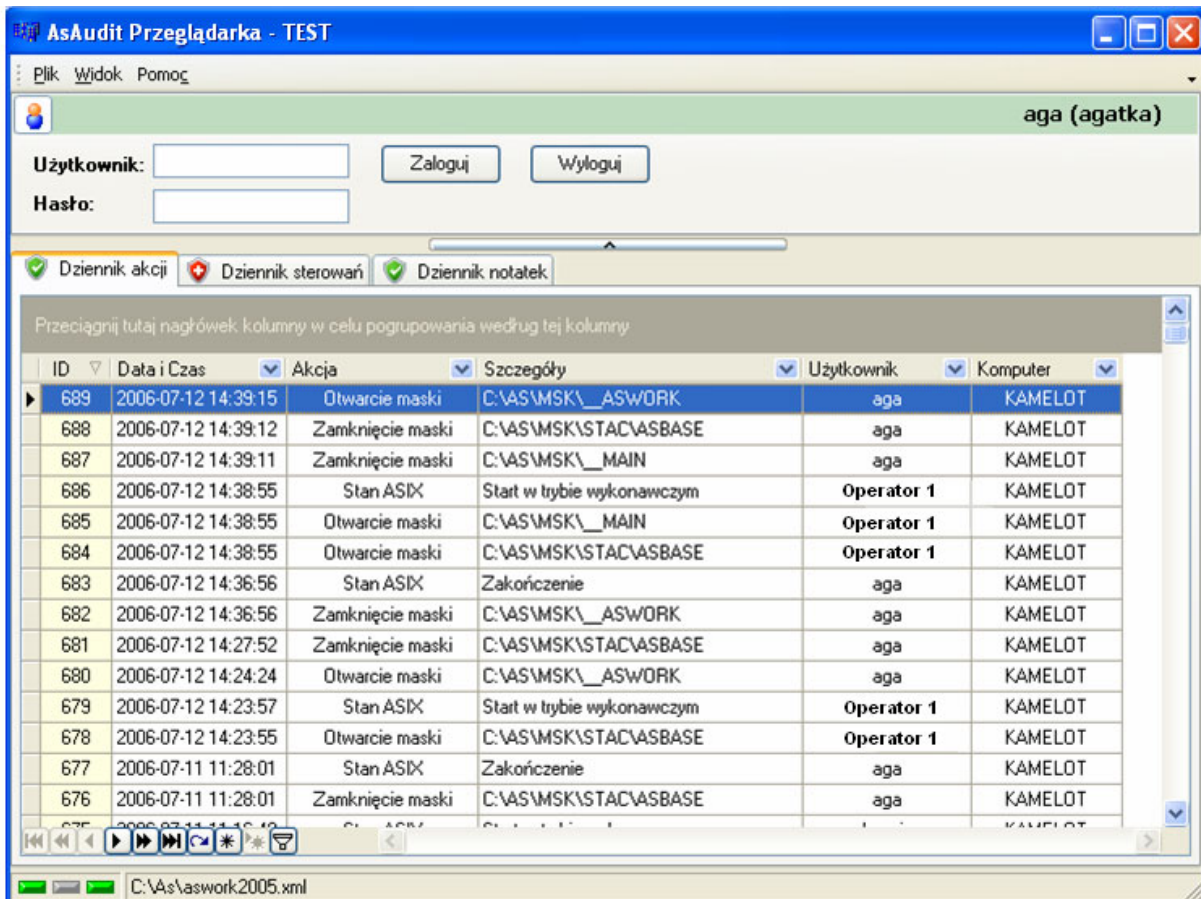 AsAudit Przeglądarka - TEST
Plik Widok Pomoc
aga (agatka)
Użytkownik: Zaloguj Wyloguj
Hasło:
Dziennik akcji Dziennik sterowań Dziennik notatek
Przeciągnij tutaj nagłówek kolumny w celu pogrupowania według tej kolumny
ID Data i Czas Akcja Szczegóły Użytkownik Komputer
689 2006-07-12 14:39:15 Otwarcie maski C:\AS\MSK\__ASWORK aga KAMELOT
688 2006-07-12 14:39:12 Zamknięcie maski C:\AS\MSK\STAC\ASBASE aga KAMELOT
687 2006-07-12 14:39:11 Zamknięcie maski C:\AS\MSK\__MAIN aga KAMELOT
686 2006-07-12 14:38:55 Stan ASIX Start w trybie wykonawczym Operator 1 KAMELOT
685 2006-07-12 14:38:55 Otwarcie maski C:\AS\MSK\__MAIN Operator 1 KAMELOT
684 2006-07-12 14:38:55 Otwarcie maski C:\AS\MSK\STAC\ASBASE Operator 1 KAMELOT
683 2006-07-12 14:36:56 Stan ASIX Zakończenie aga KAMELOT
682 2006-07-12 14:36:56 Zamknięcie maski C:\AS\MSK\__ASWORK aga KAMELOT
681 2006-07-12 14:27:52 Zamknięcie maski C:\AS\MSK\STAC\ASBASE aga KAMELOT
680 2006-07-12 14:24:24 Otwarcie maski C:\AS\MSK\__ASWORK aga KAMELOT
679 2006-07-12 14:23:57 Stan ASIX Start w trybie wykonawczym Operator 1 KAMELOT
678 2006-07-12 14:23:55 Otwarcie maski C:\AS\MSK\STAC\ASBASE Operator 1 KAMELOT
677 2006-07-11 11:28:01 Stan ASIX Zakończenie aga KAMELOT
676 2006-07-11 11:28:01 Zamknięcie maski C:\AS\MSK\STAC\ASBASE aga KAMELOT
C:\As\aswork2005.xml